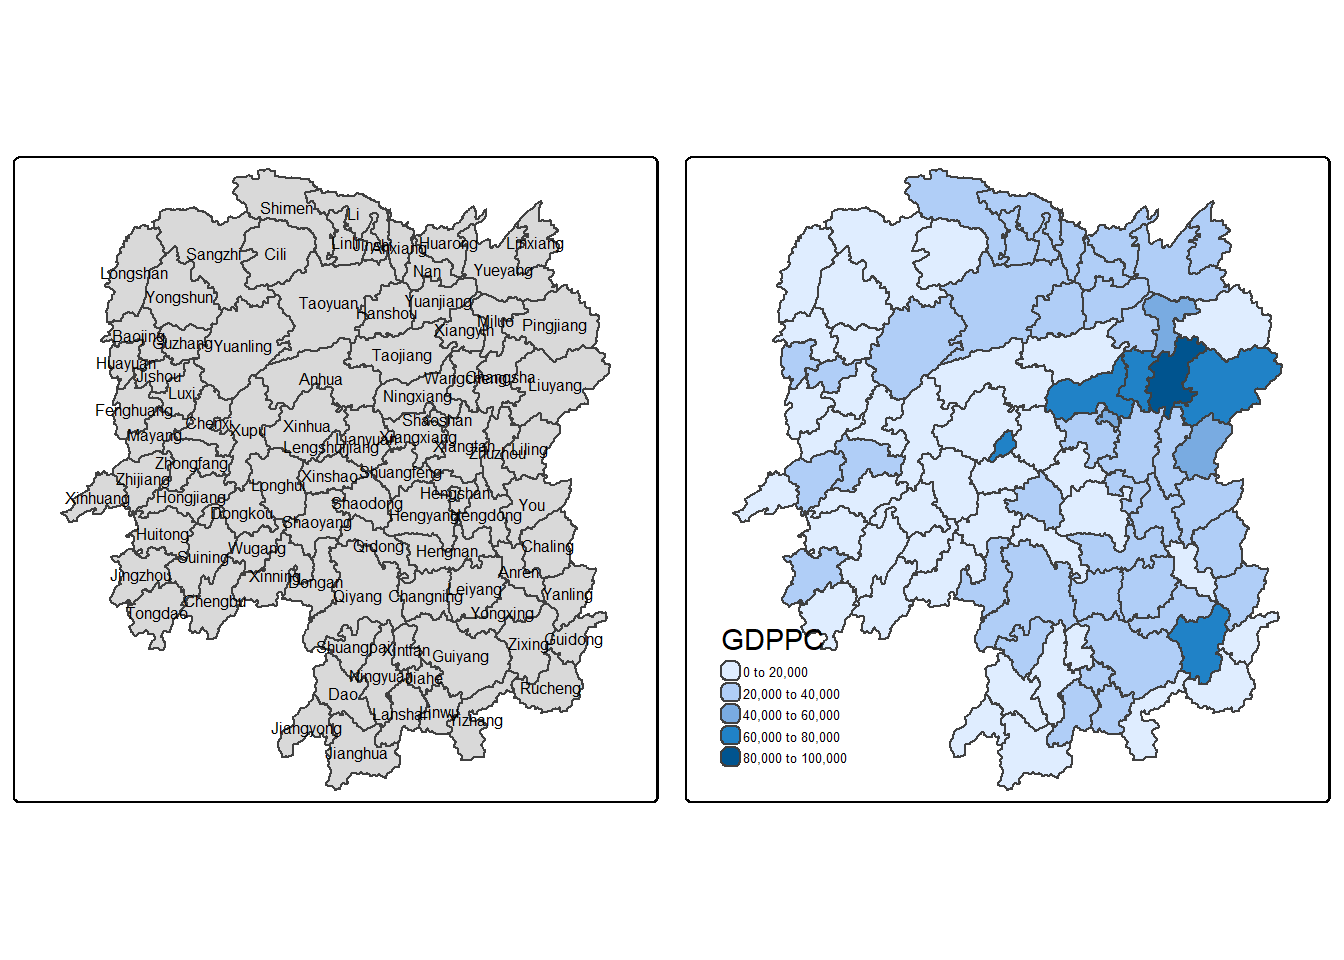 Shimen
Li
Linli
Jinshi
Anxiang
Huarong
Linxiang
Sangzhi
Cili
Nan
Yueyang
Longshan
Yongshun
Taoyuan
Hanshou
Yuanjiang
Miluo
Pingjiang
Xiangyin
Baojing
Guzhang
Yuanling
Taojiang
Huayuan
Jishou
Luxi
Anhua
Wangcheng
Changsha
Liuyang
Ningxiang
Fenghuang
Chenxi
Xupu
Xinhua
Shaoshan
Mayang
Lianyuan
Xiangxiang
Lengshuijiang
Xiangtan
Zhuzhou
Liling
Zhongfang
Zhijiang
Xinshao
Shuangfeng
Xinhuang
Hongjiang
Longhui
Hengshan
Shaodong
You
Dongkou
Shaoyang
Hengyang
Hengdong
Huitong
Suining
Wugang
Qidong
Hengnan
Chaling
Jingzhou
Xinning
Dongan
Anren
Tongdao
Chengbu
Qiyang
Changning
Leiyang
Yanling
Yongxing
Shuangpai
Xintian
Guiyang
Zixing
Guidong
Ningyuan
Jiahe
Dao
Rucheng
Lanshan
Linwu
Yizhang
Jiangyong
Jianghua
GDPPC
0 to 20,000
20,000 to 40,000
40,000 to 60,000
60,000 to 80,000
80,000 to 100,000